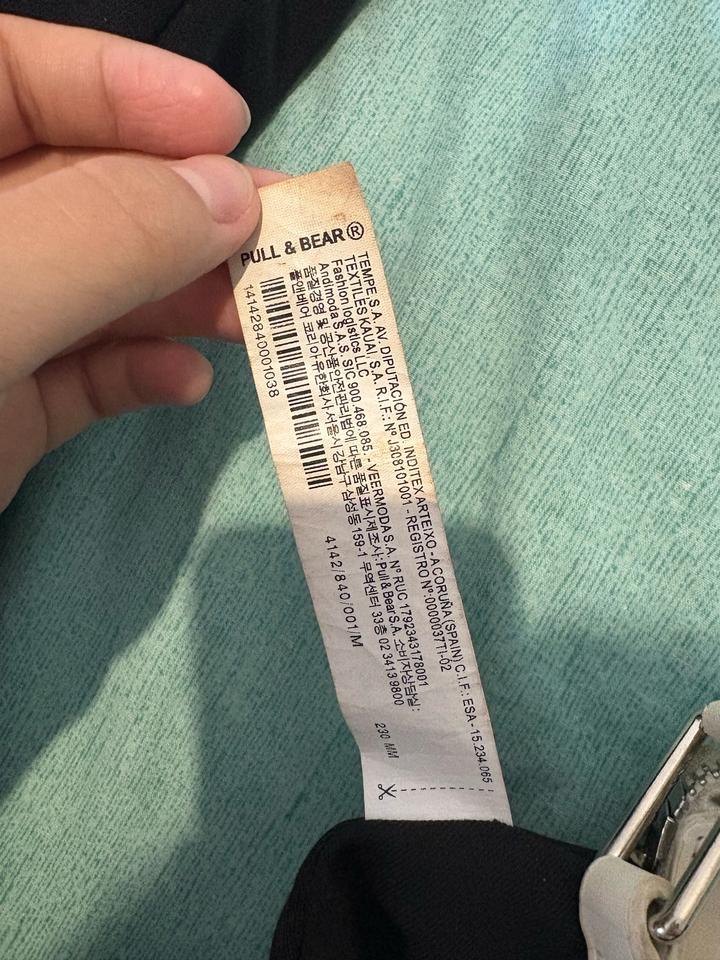 PULL & BEAR®
TEMPE S.A. AV. DIPUTACIÓN ED. INDITEX ARTEIXO - A CORUÑA (SPAIN) C.I.F.: ESA - 15.234.065
TEXTILES KAUAI, S.A. R.I.F.: Nº J308101001 - REGISTRO Nº:0000037TI-02
Fashion logistics LLC
Andimoda S.A.S. SIC 900.468.085. - VEERMODA S.A. Nº RUC 1792343178001
품질경영 및 공산품안전관리법에 따른 품질표시제조사: Pull & Bear S.A. 소비자상담실 :
풀앤베어 코리아 유한회사 서울시 강남구 삼성동 159-1 무역센터 33층 02 3413 9800
14142840001038
4142/840/001/M
230 MM